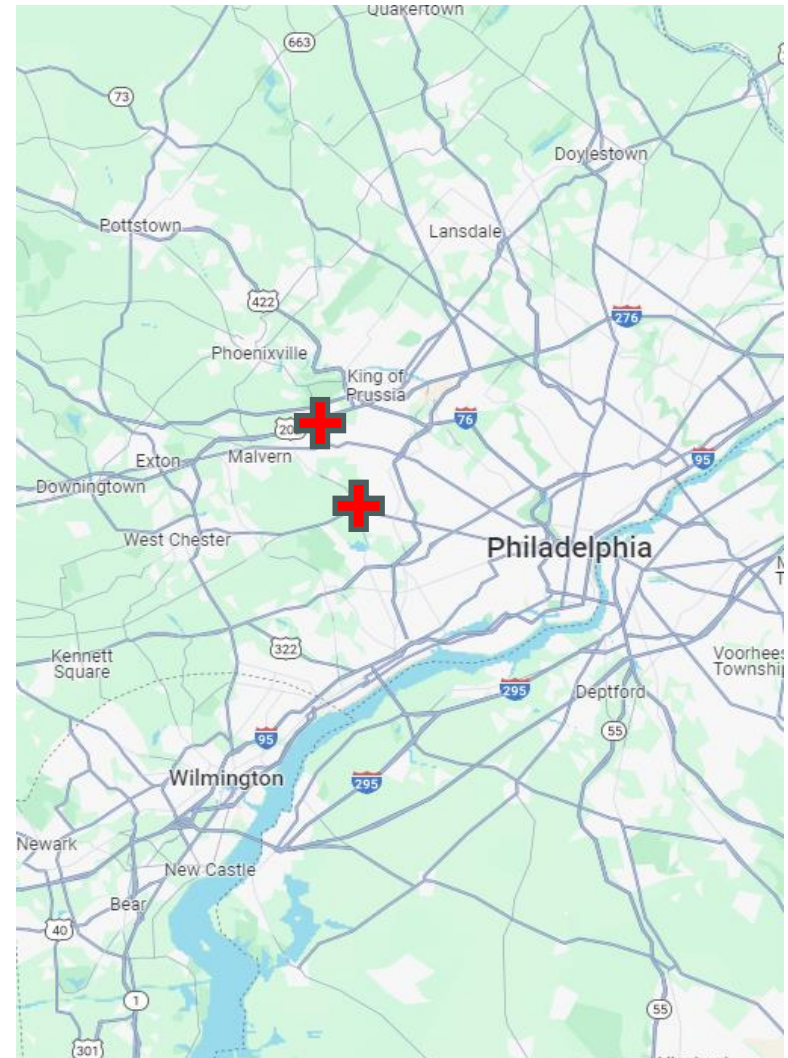 Quakertown
663
73
Doylestown
Pottstown
Lansdale
422
276
Phoenixville
King of
Prussia
76
20
Exton
Malvern
95
Downingtown
West Chester
Philadelphia
322
Kennett
Square
Voorhees
Township
295
Deptford
55
95
Wilmington
295
Newark
New Castle
Bear
40
1
55
301